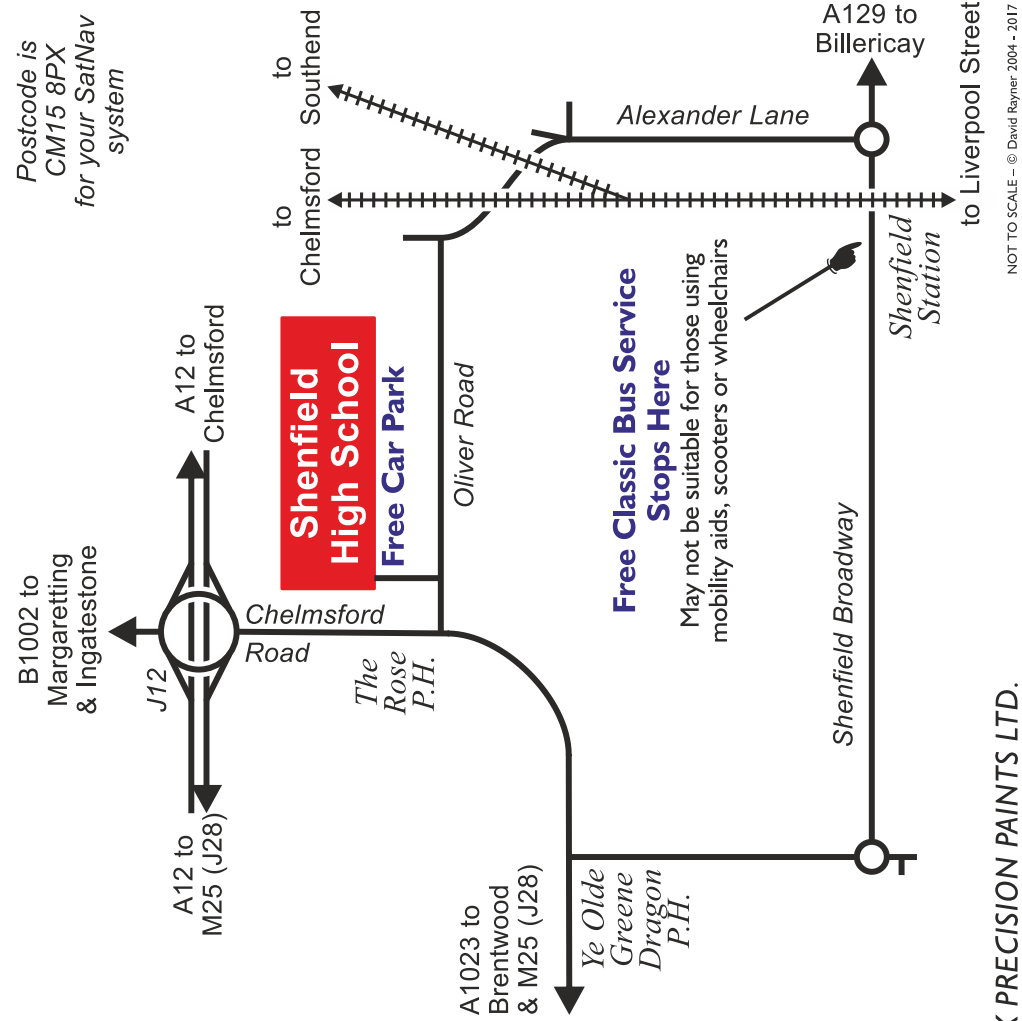 Postcode is
CM15 8PX
for your SatNav
system
B1002 to
Margaretting
& Ingatestone
A12 to
Chelmsford
to
Chelmsford
to
Southend
J12
A12 to
M25 (J28)
Chelmsford
Road
Shenfield
High School
Free Car Park
Oliver Road
Alexander Lane
A129 to
Billericay
The
Rose
P.H.
Free Classic Bus Service
Stops Here
May not be suitable for those using
mobility aids, scooters or wheelchairs
A1023 to
Brentwood
& M25 (J28)
Ye Olde
Greene
Dragon
P.H.
Shenfield Broadway
Shenfield
Station
to Liverpool Street
PRECISION PAINTS LTD.
NOT TO SCALE – © David Rayner 2004 - 2017